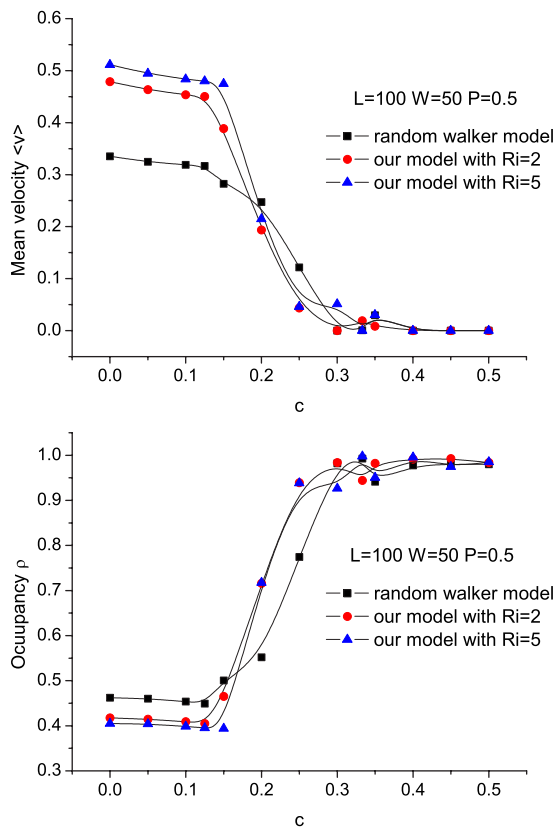 0.6
0.5
0.4
0.3
0.2
0.1
0.0
Mean velocity <v>
L=100 W=50 P=0.5
random walker model
our model with Ri=2
our model with Ri=5
0.0 0.1 0.2 0.3 0.4 0.5
c
1.0
0.9
0.8
0.7
0.6
0.5
0.4
0.3
Ocuupancy ρ
L=100 W=50 P=0.5
random walker model
our model with Ri=2
our model with Ri=5
0.0 0.1 0.2 0.3 0.4 0.5
c